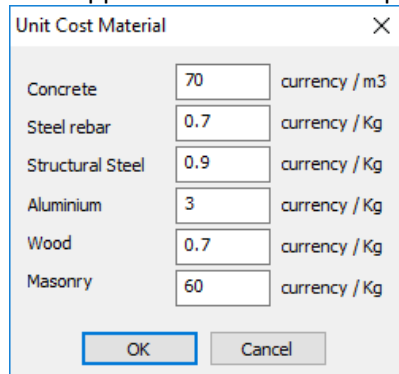 Unit Cost Material
Concrete 70 currency / m3
Steel rebar 0.7 currency / Kg
Structural Steel 0.9 currency / Kg
Aluminium 3 currency / Kg
Wood 0.7 currency / Kg
Masonry 60 currency / Kg
OK Cancel